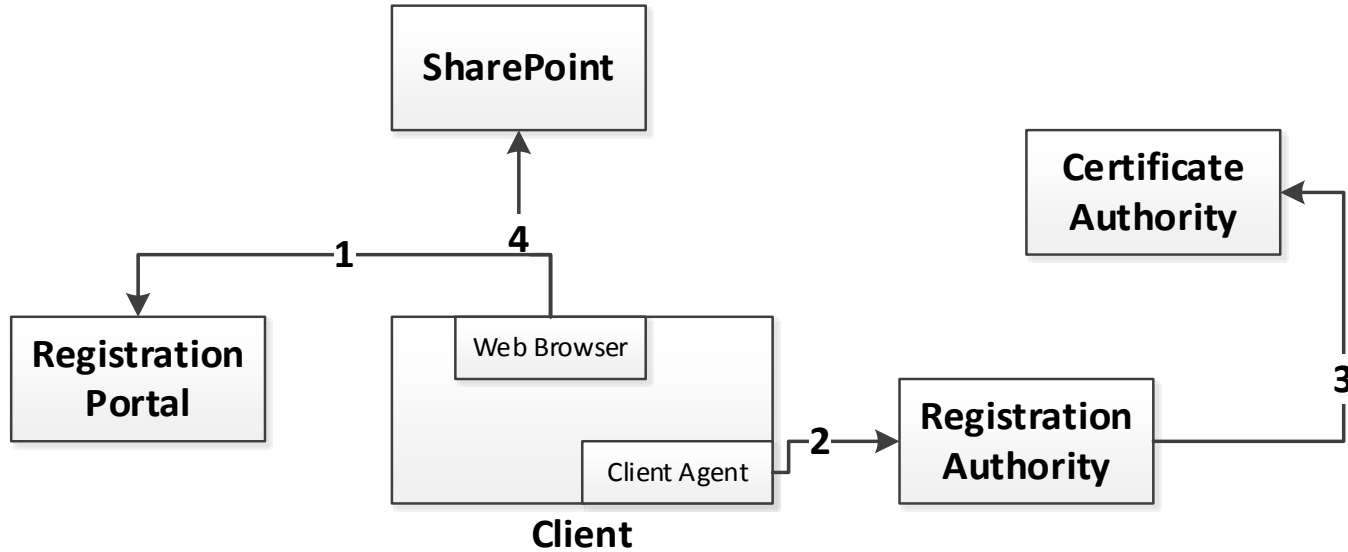 SharePoint
Certificate
Authority
4
1
Registration
Portal
Web Browser
3
Registration
Authority
2
Client Agent
Client